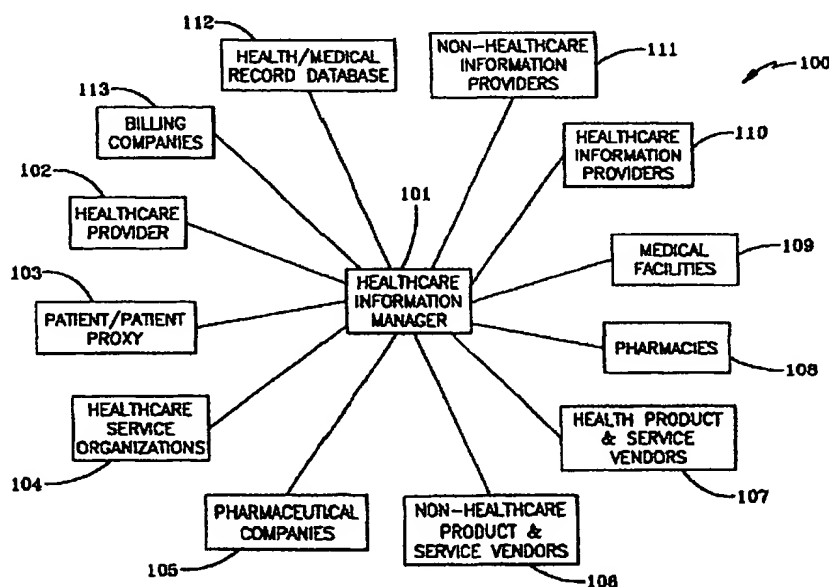 112
HEALTH/MEDICAL
RECORD DATABASE
NON-HEALTHCARE
INFORMATION
PROVIDERS
111
100
113
BILLING
COMPANIES
HEALTHCARE
INFORMATION
PROVIDERS
110
102
HEALTHCARE
PROVIDER
101
HEALTHCARE
INFORMATION
MANAGER
MEDICAL
FACILITIES
109
103
PATIENT/PATIENT
PROXY
PHARMACIES
108
HEALTHCARE
SERVICE
ORGANIZATIONS
104
HEALTH PRODUCT
& SERVICE
VENDORS
107
PHARMACEUTICAL
COMPANIES
105
NON-HEALTHCARE
PRODUCT &
SERVICE VENDORS
106